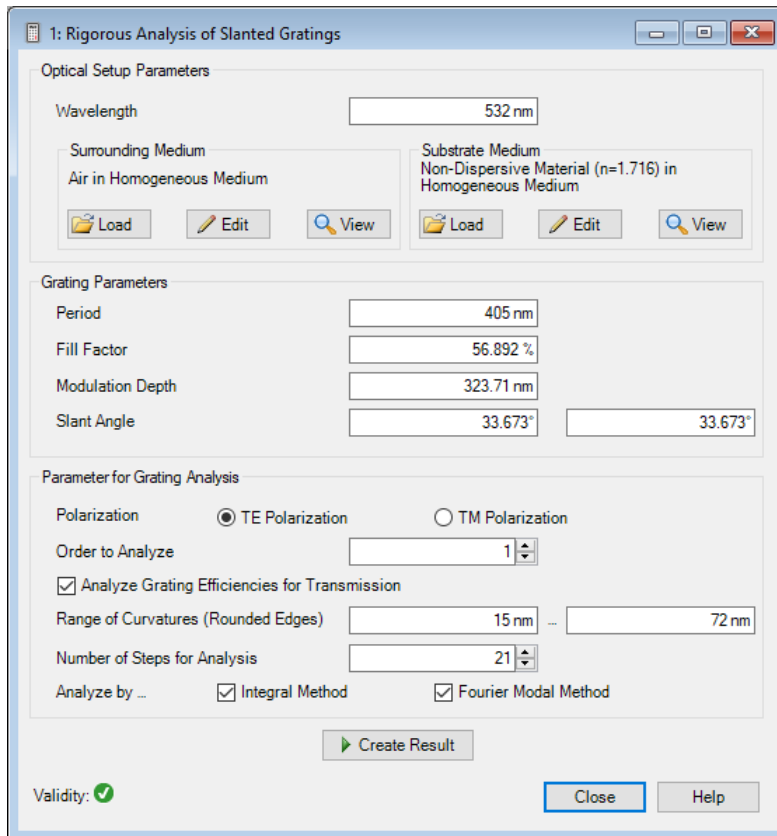 1: Rigorous Analysis of Slanted Gratings
Optical Setup Parameters
Wavelength 532 nm
Surrounding Medium
Air in Homogeneous Medium
Load Edit View
Substrate Medium
Non-Dispersive Material (n=1.716) in
Homogeneous Medium
Load Edit View
Grating Parameters
Period 405 nm
Fill Factor 56.892 %
Modulation Depth 323.71 nm
Slant Angle 33.673° 33.673°
Parameter for Grating Analysis
Polarization TE Polarization TM Polarization
Order to Analyze 1
Analyze Grating Efficiencies for Transmission
Range of Curvatures (Rounded Edges) 15 nm ... 72 nm
Number of Steps for Analysis 21
Analyze by ... Integral Method Fourier Modal Method
Create Result
Validity: Close Help